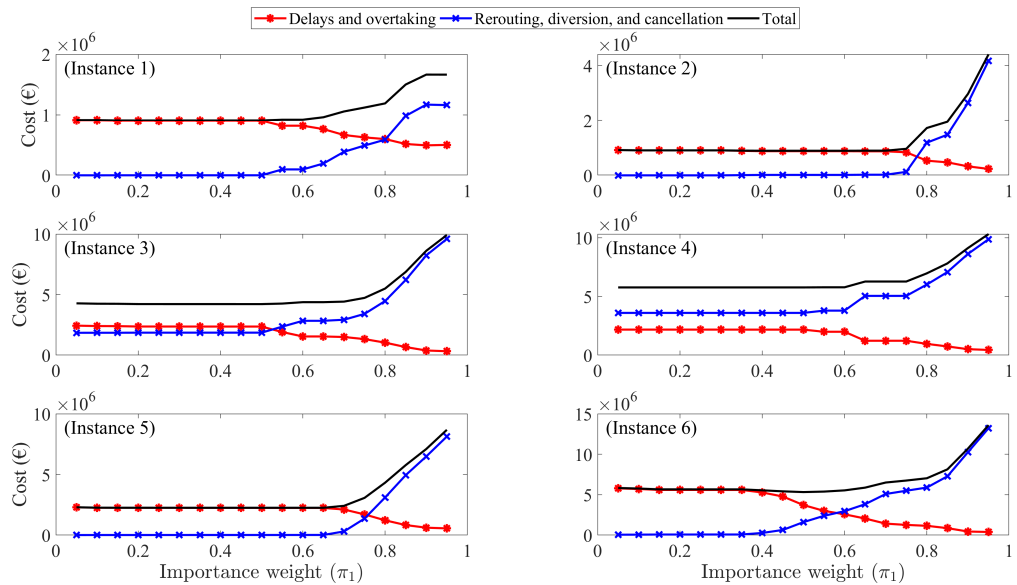 Delays and overtaking Rerouting, diversion, and cancellation Total
×10^6
2
1
0
Cost (€)
(Instance 1)
0 0.2 0.4 0.6 0.8 1
×10^6
4
2
0
(Instance 2)
0 0.2 0.4 0.6 0.8 1
×10^6
10
5
0
Cost (€)
(Instance 3)
0 0.2 0.4 0.6 0.8 1
×10^6
10
5
0
(Instance 4)
0 0.2 0.4 0.6 0.8 1
×10^6
10
5
0
Cost (€)
(Instance 5)
0 0.2 0.4 0.6 0.8 1
Importance weight (π₁)
×10^6
15
10
5
0
(Instance 6)
0 0.2 0.4 0.6 0.8 1
Importance weight (π₁)